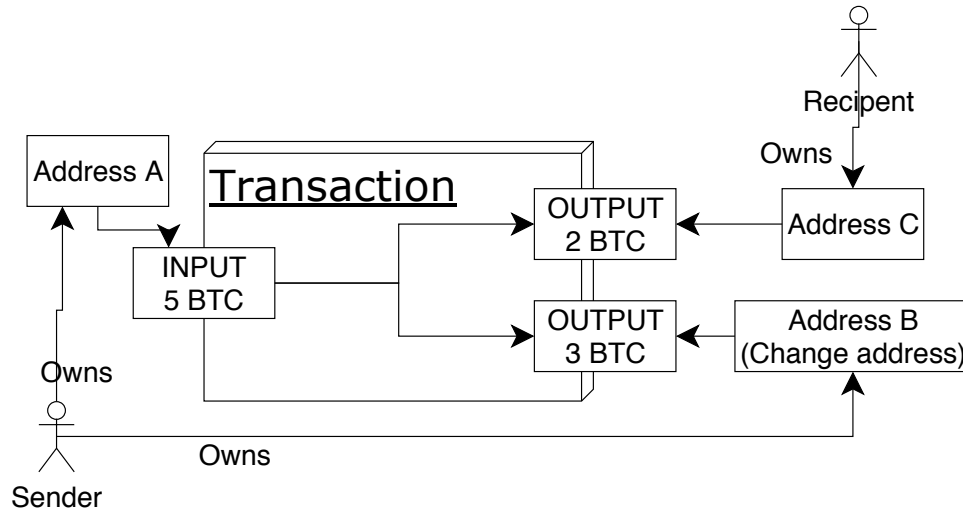 Recipent
Owns
Address A
Transaction
OUTPUT
2 BTC
Address C
INPUT
5 BTC
OUTPUT
3 BTC
Address B
(Change address)
Owns
Owns
Sender